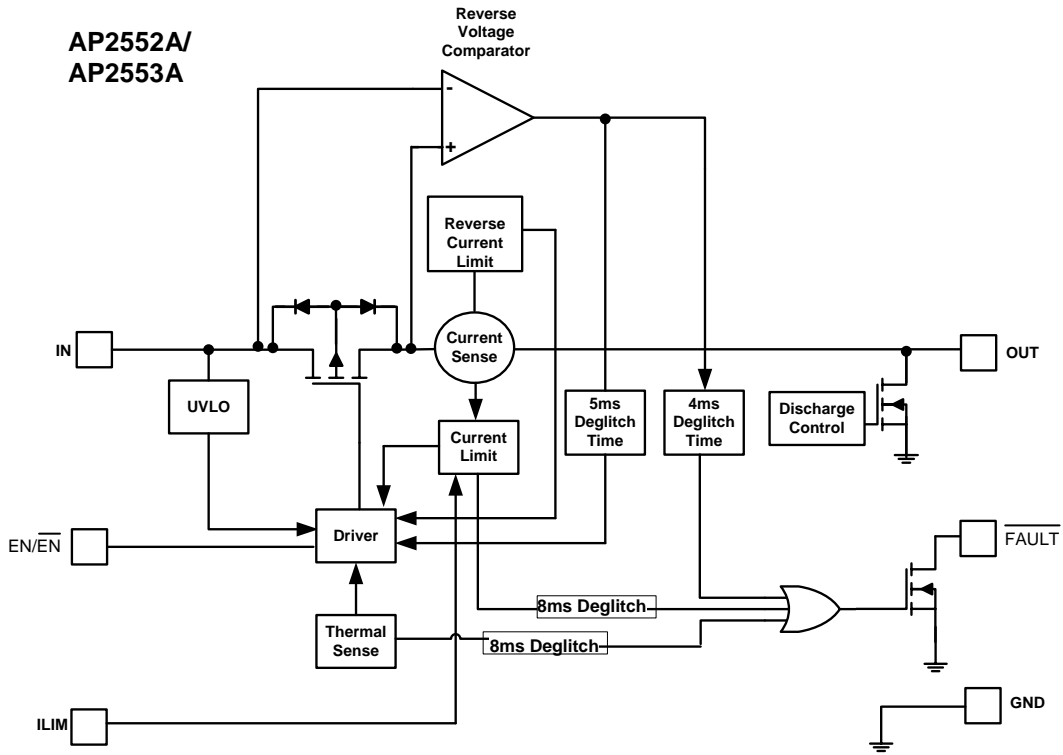 AP2552A/
AP2553A
Reverse
Voltage
Comparator
-
+
Reverse
Current
Limit
IN
Current
Sense
OUT
UVLO
5ms
Deglitch
Time
4ms
Deglitch
Time
Discharge
Control
Current
Limit
EN/EN
Driver
FAULT
8ms Deglitch
Thermal
Sense
8ms Deglitch
ILIM
GND